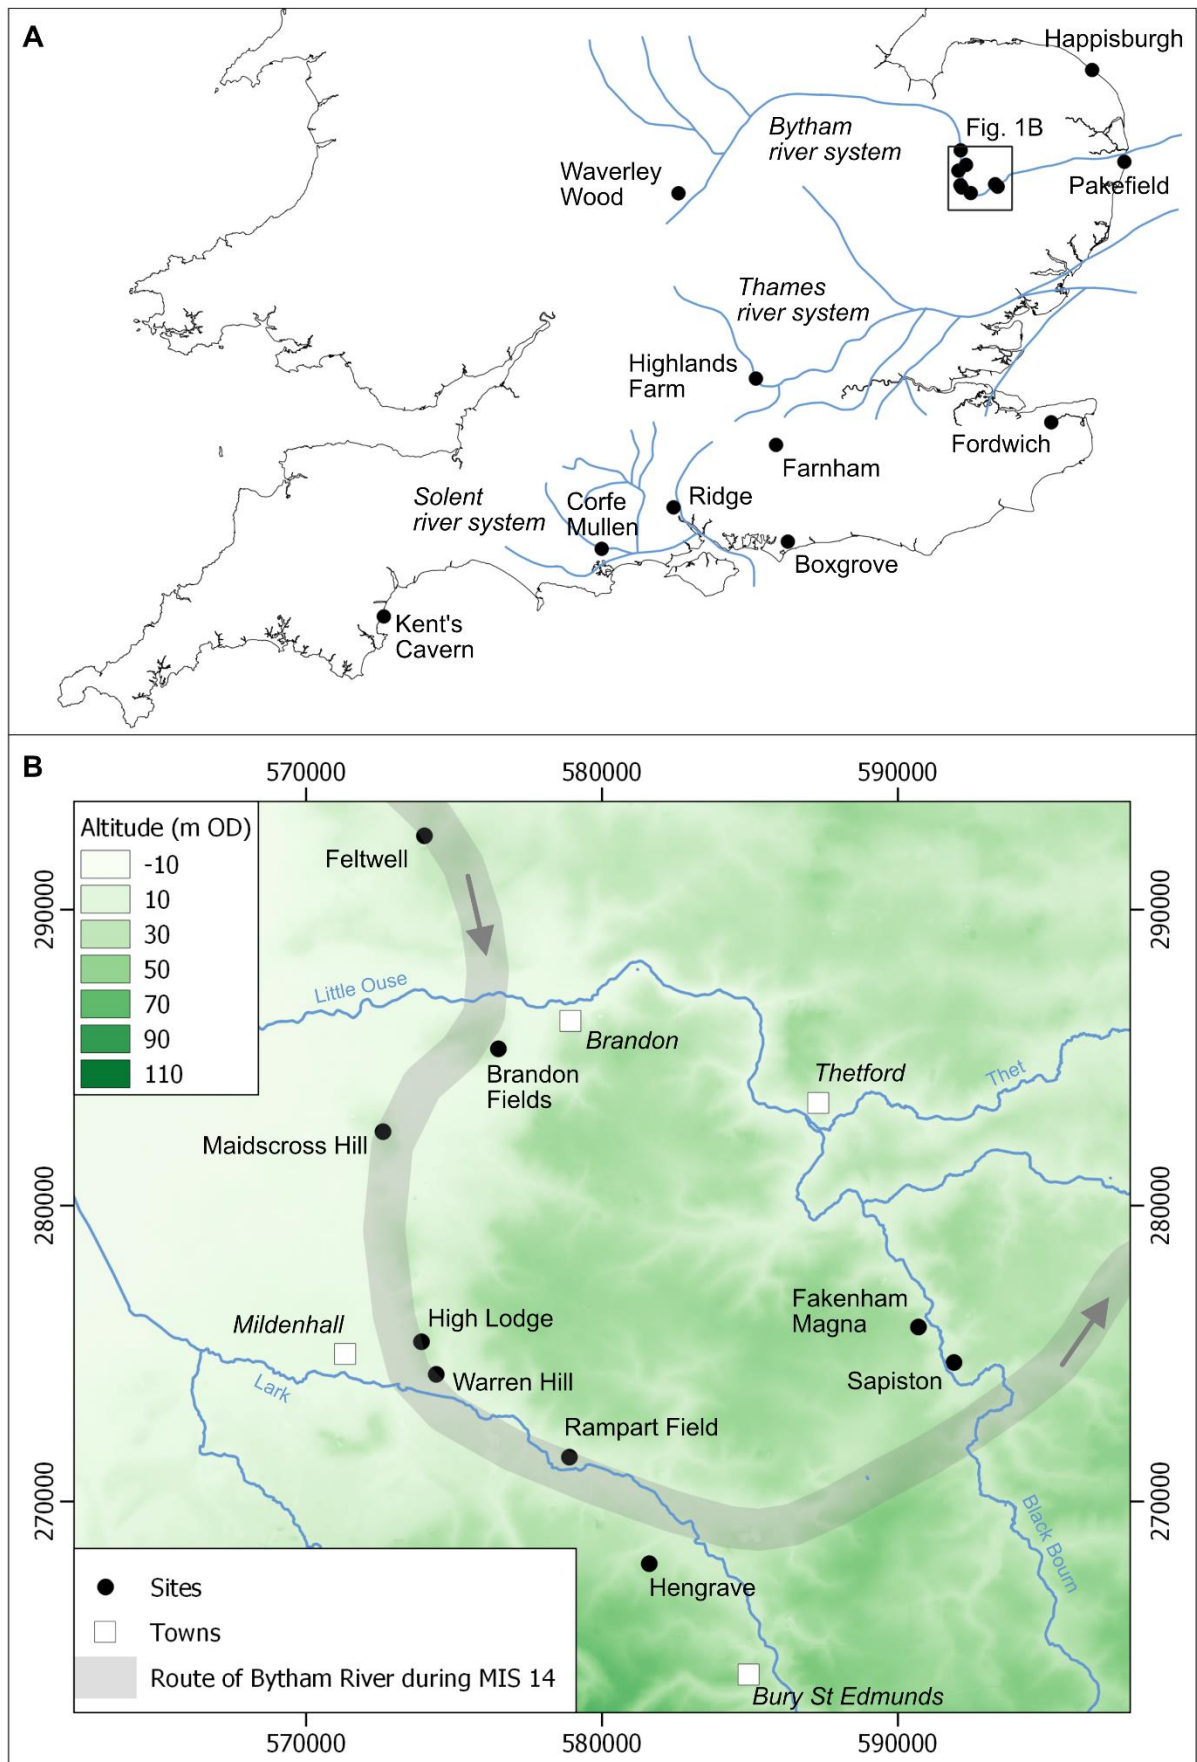 A
Happisburgh
Bytham
river system
Fig. 1B
Waverley
Wood
Pakefield
Thames
river system
Highlands
Farm
Fordwich
Farnham
Solent
river system
Corfe
Mullen
Ridge
Boxgrove
Kent's
Cavern
B
570000
580000
590000
Altitude (m OD)
-10
10
30
50
70
90
110
Feltwell
290000
290000
Little Ouse
Brandon
Brandon
Fields
Thetford
Thet
Maidscross Hill
280000
280000
Fakenham
Magna
High Lodge
Mildenhall
Warren Hill
Sapiston
Lark
Rampart Field
270000
270000
Black Bourn
Hengrave
Sites
Towns
Route of Bytham River during MIS 14
Bury St Edmunds
570000
580000
590000